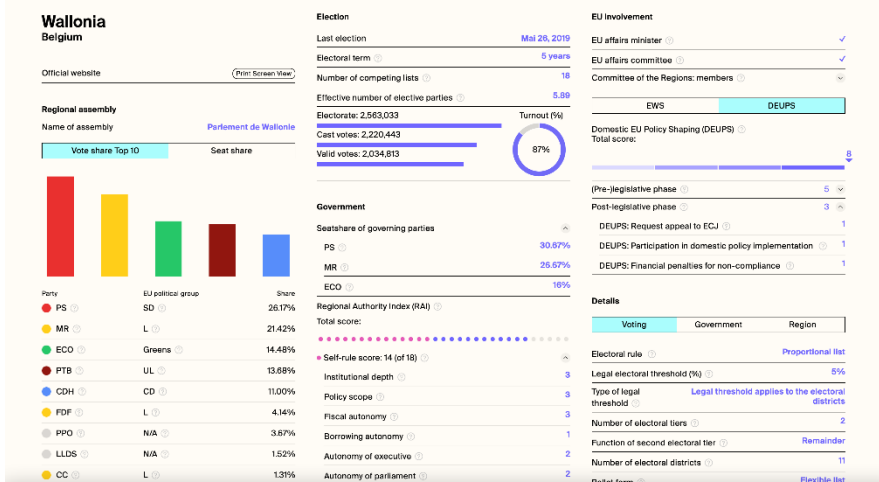 Wallonia
Belgium
Official website Print Screen View
Regional assembly
Name of assembly Parlement de Wallonie
Vote share Top 10 Seat share
Party EU political group Share
PS SD 26.17%
MR L 21.42%
ECO Greens 14.48%
PTB UL 13.68%
CDH CD 11.00%
FDF L 4.14%
PPO N/A 3.67%
LLDS N/A 1.52%
CC L 1.31%
Election
Last election Mai 26, 2019
Electoral term 5 years
Number of competing lists 18
Effective number of elective parties 5.89
Electorate: 2,563,033 Turnout (%)
Cast votes: 2,220,443
87%
Valid votes: 2,034,813
Government
Seatshare of governing parties
PS 30.67%
MR 26.67%
ECO 16%
Regional Authority Index (RAI)
Total score:
Self-rule score: 14 (of 18)
Institutional depth 3
Policy scope 3
Fiscal autonomy 3
Borrowing autonomy 1
Autonomy of executive 2
Autonomy of parliament 2
EU Involvement
EU affairs minister
EU affairs committee
Committee of the Regions: members
EWS DEUPS
Domestic EU Policy Shaping (DEUPS)
Total score:
8
(Pre-)legislative phase 5
Post-legislative phase 3
DEUPS: Request appeal to ECJ 1
DEUPS: Participation in domestic policy implementation 1
DEUPS: Financial penalties for non-compliance 1
Details
Voting Government Region
Electoral rule Proportional list
Legal electoral threshold (%) 5%
Type of legal threshold Legal threshold applies to the electoral districts
Number of electoral tiers 2
Function of second electoral tier Remainder
Number of electoral districts 11
Ballot form Flexible list